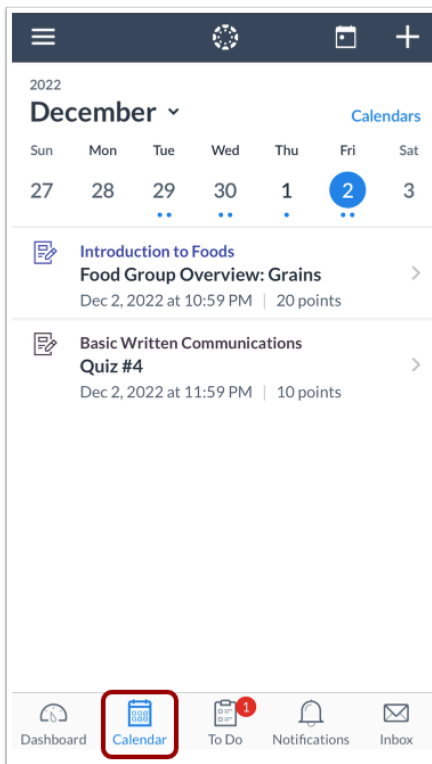 2022
December
Calendars
Sun Mon Tue Wed Thu Fri Sat
27 28 29 30 1 2 3
Introduction to Foods
Food Group Overview: Grains
Dec 2, 2022 at 10:59 PM | 20 points
Basic Written Communications
Quiz #4
Dec 2, 2022 at 11:59 PM | 10 points
1
Dashboard Calendar To Do Notifications Inbox